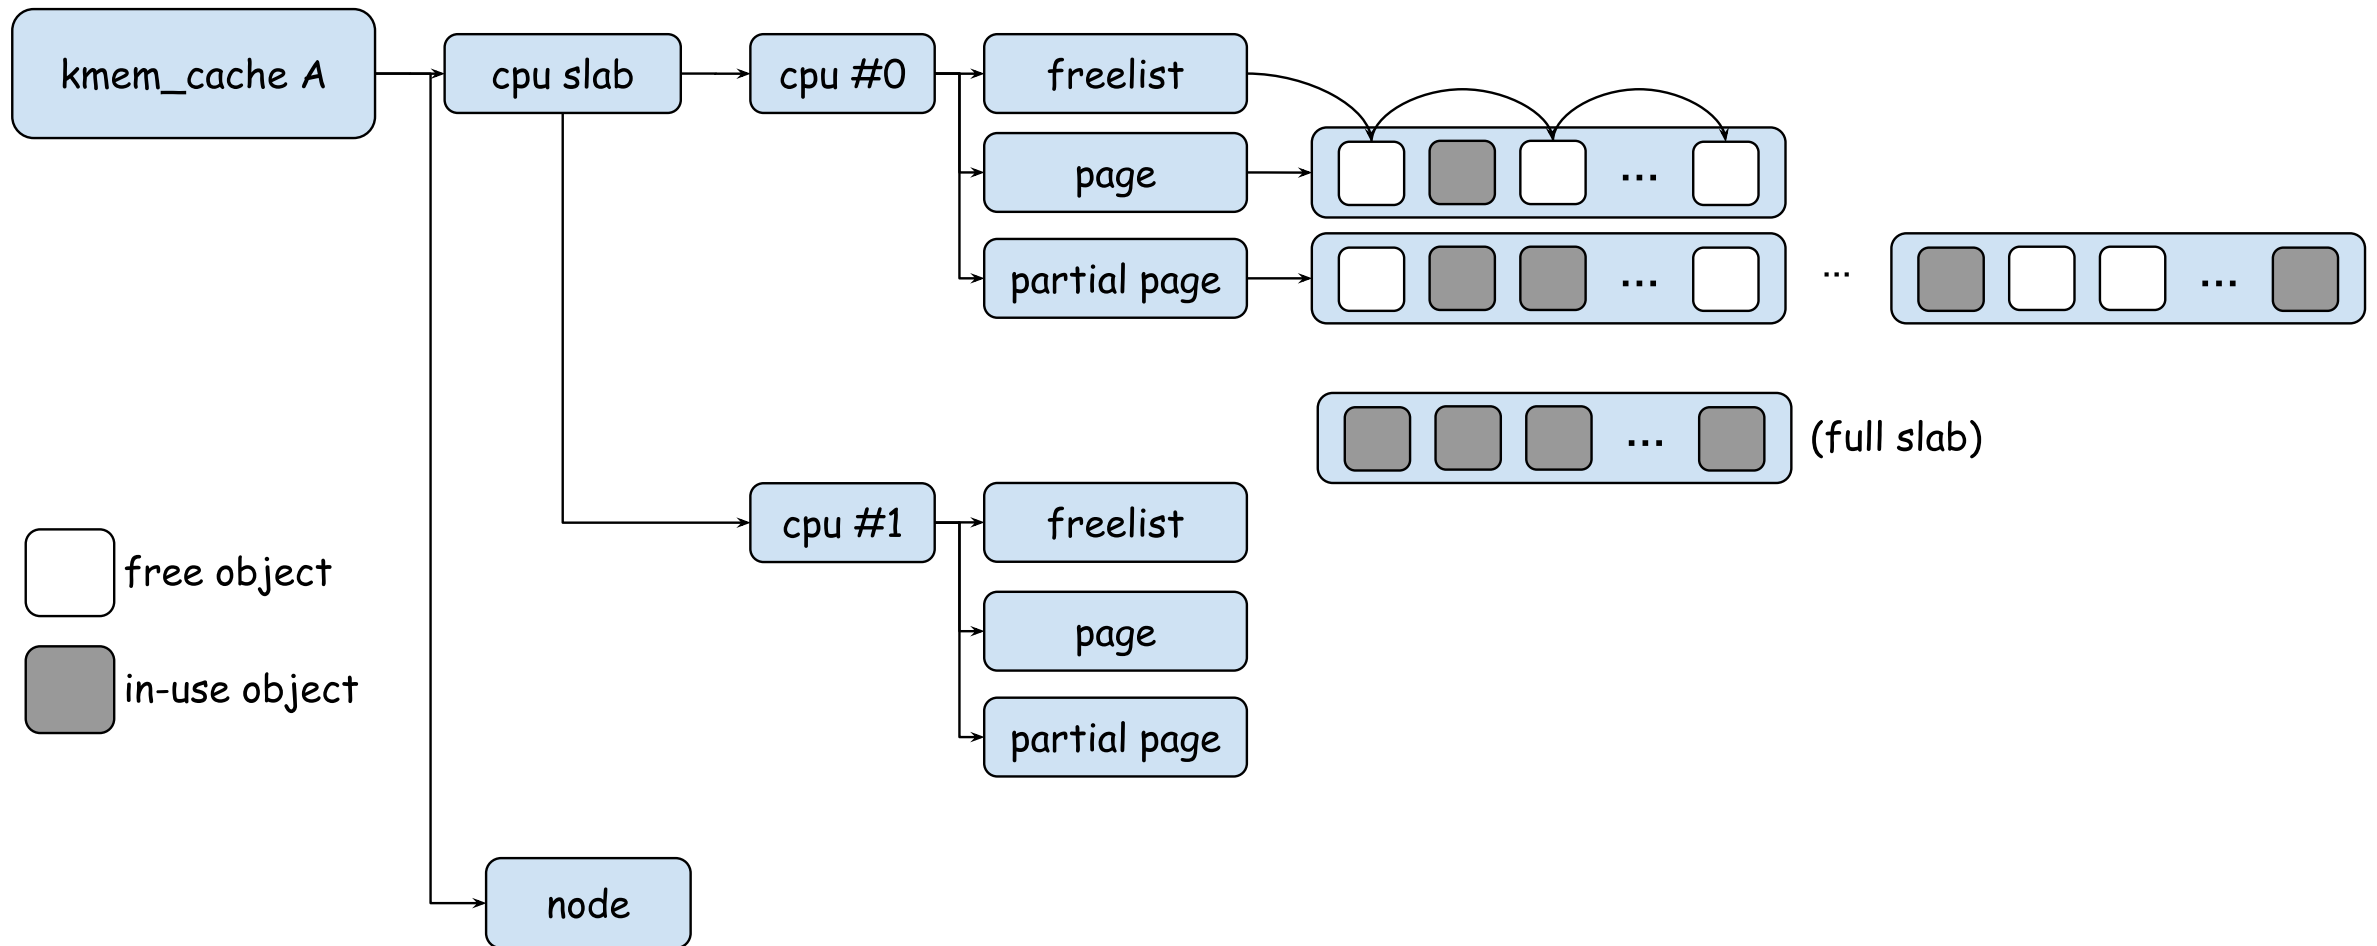 kmem_cache A
cpu slab
cpu #0
freelist
page
...
partial page
...
...
...
...
(full slab)
cpu #1
freelist
free object
page
in-use object
partial page
node